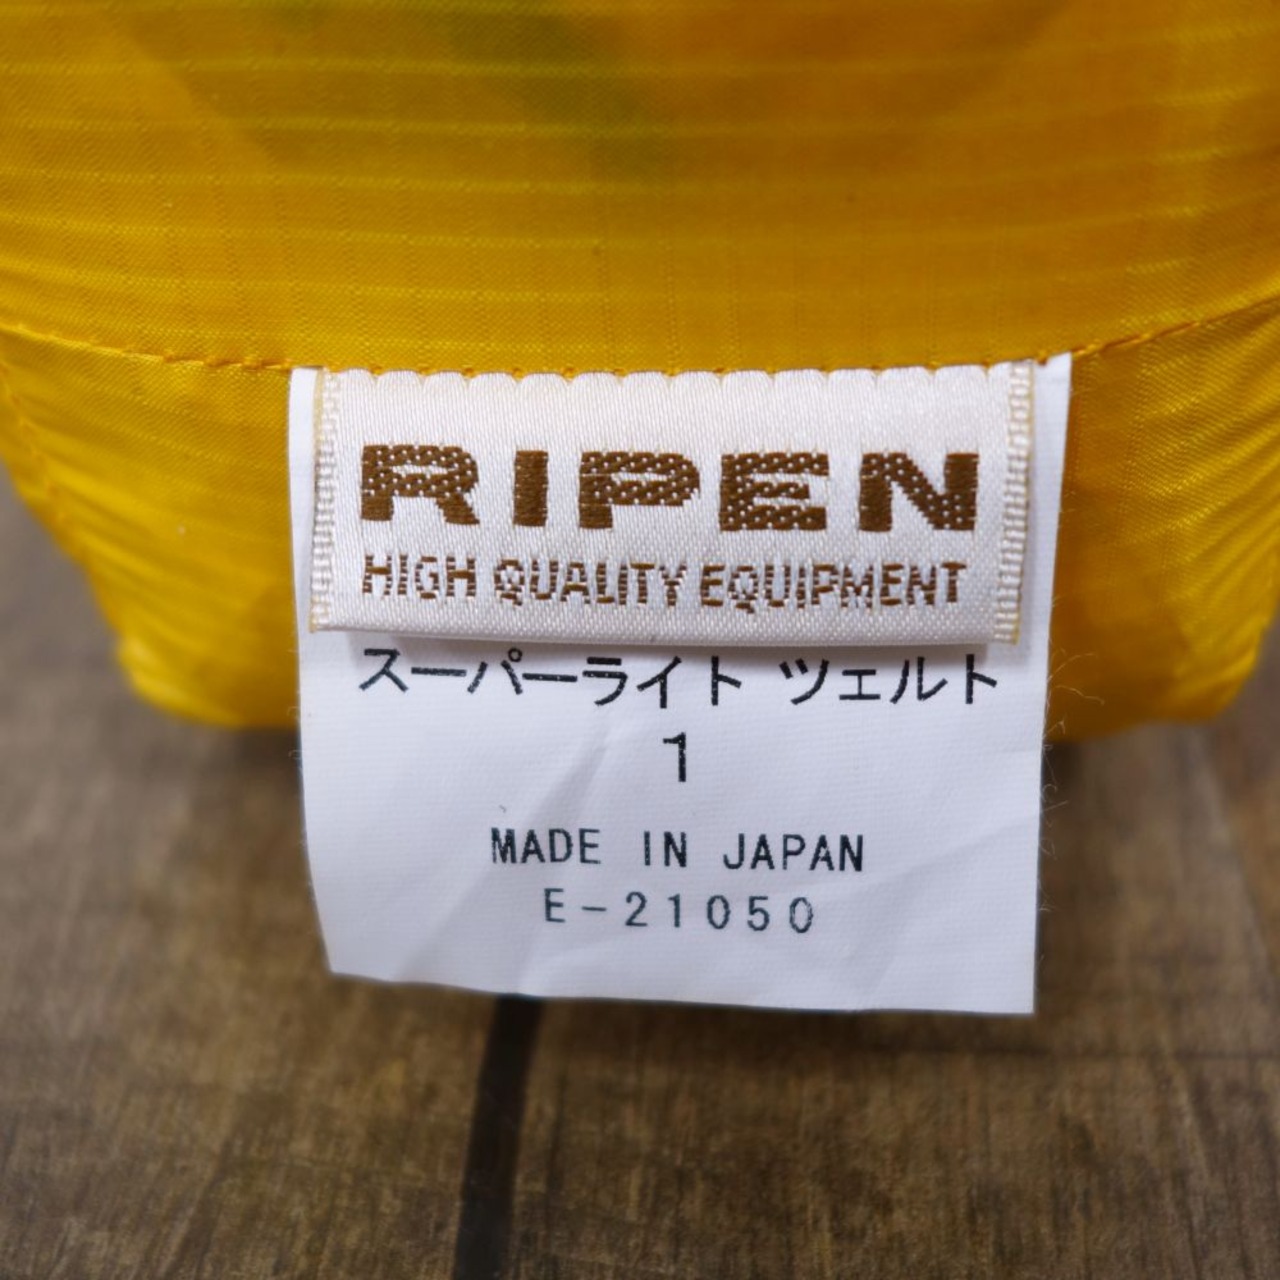 RIPEN
HIGH QUALITY EQUIPMENT
スーパーライト ツェルト
1
MADE IN JAPAN
E-21050